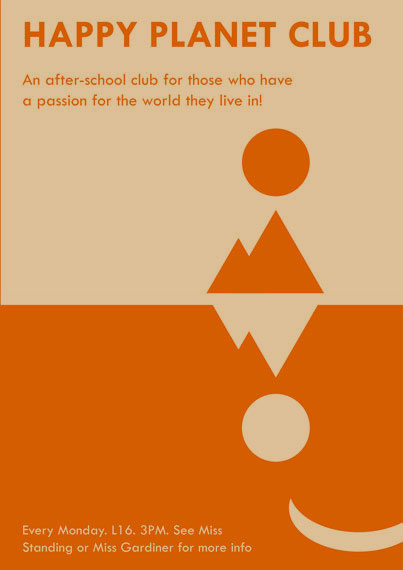 HAPPY PLANET CLUB
An after-school club for those who have
a passion for the world they live in!
Every Monday. L16. 3PM. See Miss
Standing or Miss Gardiner for more info